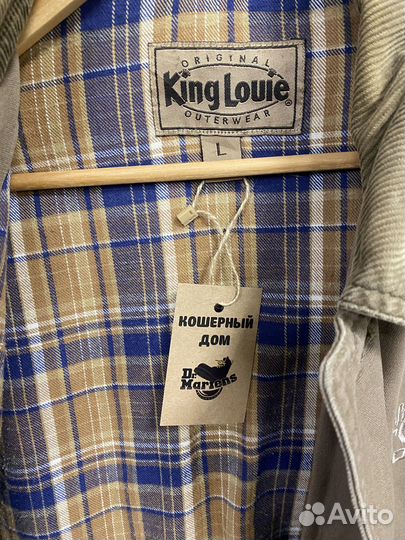 ORIGINAL
King Louie ®
OUTERWEAR
L
КОШЕРНЫЙ
ДОМ
Dr.
Martens
Avito